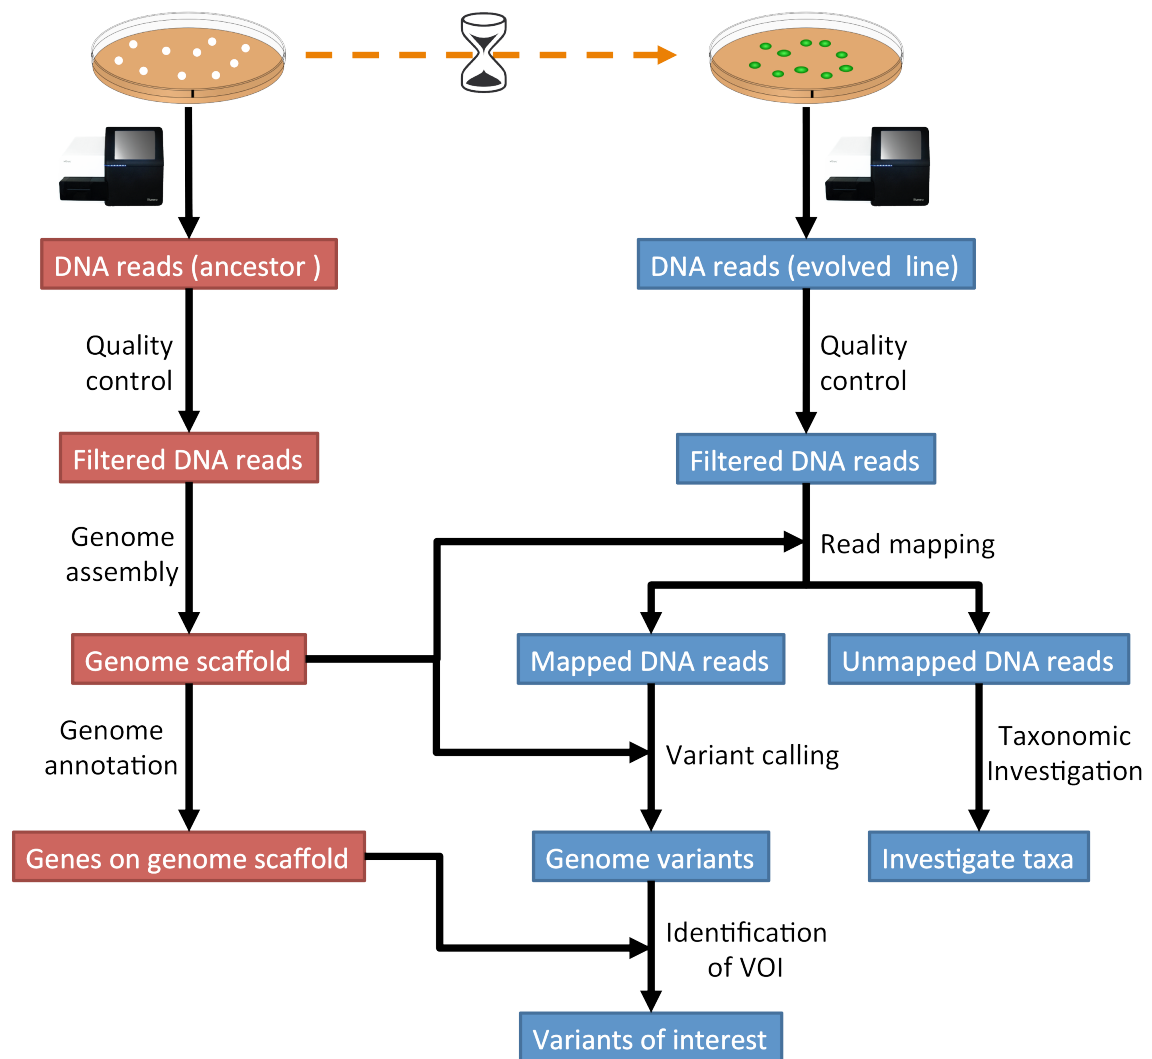 DNA reads (ancestor )
DNA reads (evolved  line)
Quality
control
Quality
control
Filtered DNA reads
Filtered DNA reads
Genome
assembly
Read mapping
Genome scaffold
Mapped DNA reads
Unmapped DNA reads
Genome
annotation
Variant calling
Taxonomic
Investigation
Genes on genome scaffold
Genome variants
Investigate taxa
Identification
of VOI
Variants of interest